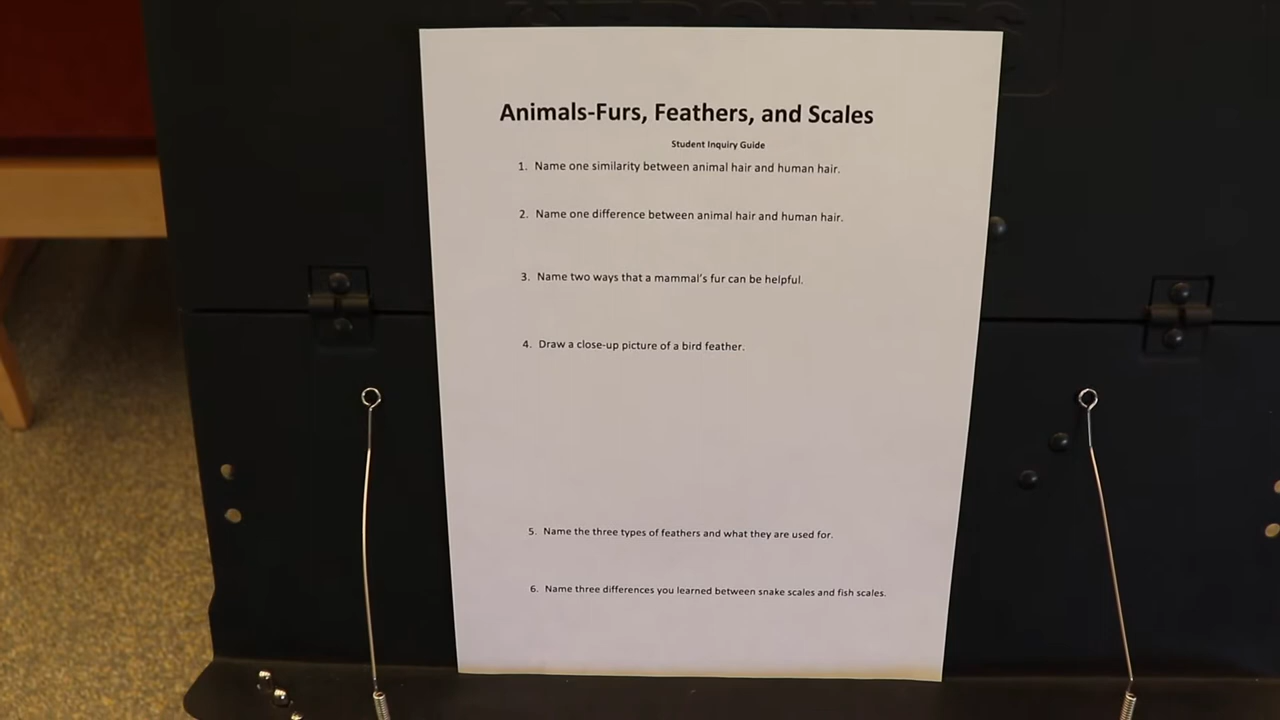 Animals-Furs, Feathers, and Scales
Student Inquiry Guide
1. Name one similarity between animal hair and human hair.
2. Name one difference between animal hair and human hair.
3. Name two ways that a mammal's fur can be helpful.
4. Draw a close-up picture of a bird feather.
5. Name the three types of feathers and what they are used for.
6. Name three differences you learned between snake scales and fish scales.